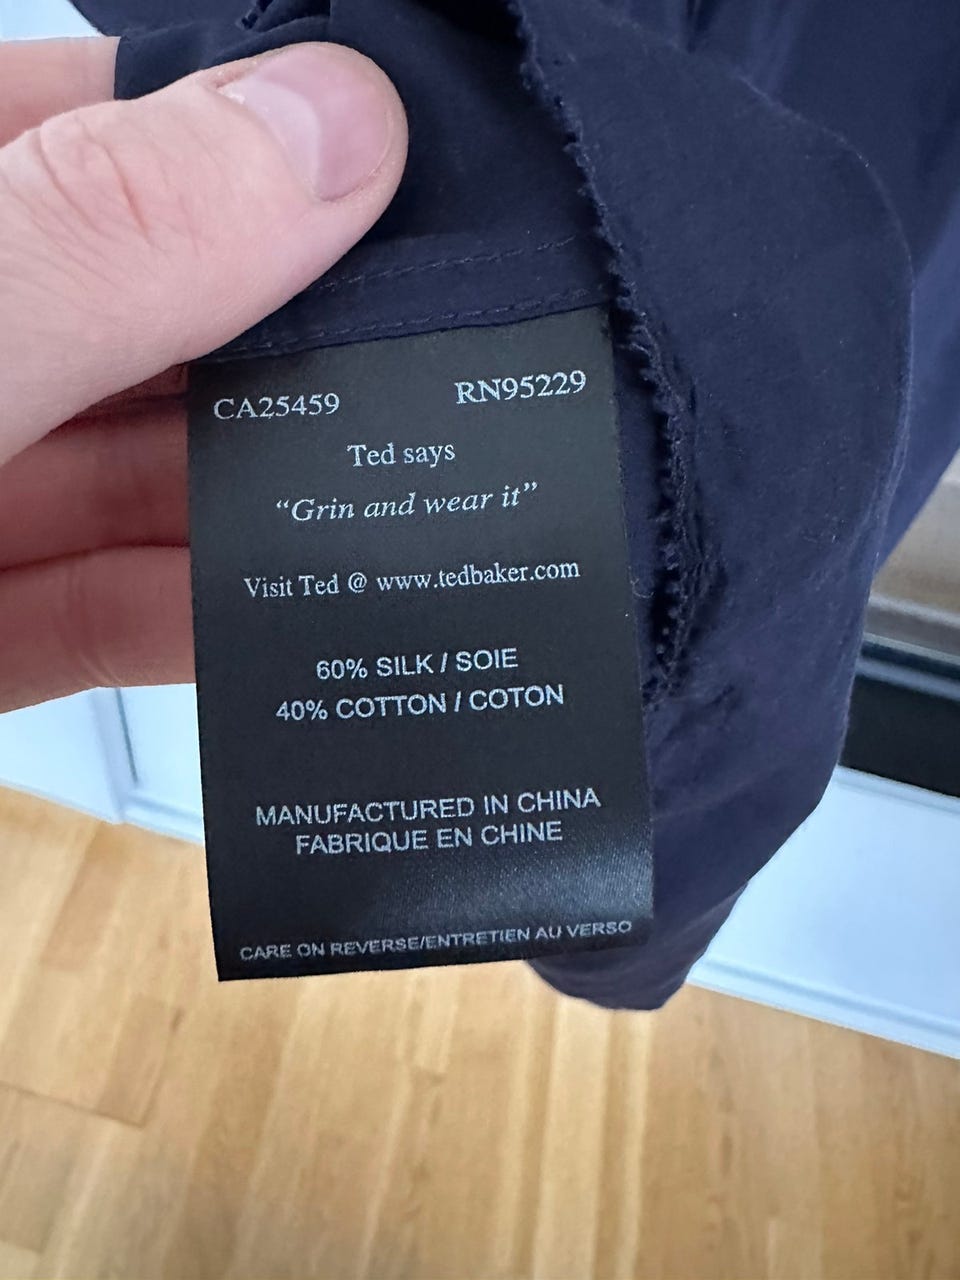 CA25459 RN95229
Ted says
“Grin and wear it”
Visit Ted @ www.tedbaker.com
60% SILK / SOIE
40% COTTON / COTON
MANUFACTURED IN CHINA
FABRIQUE EN CHINE
CARE ON REVERSE/ENTRETIEN AU VERSO